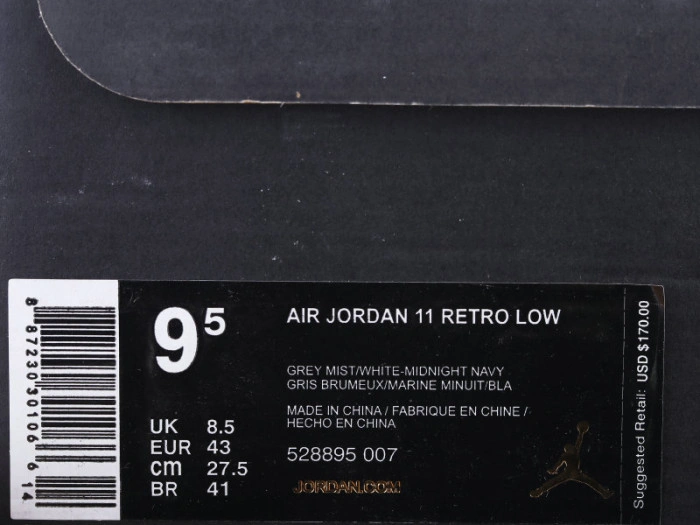 8 87230 30106 6 14
9 5
AIR JORDAN 11 RETRO LOW
GREY MIST/WHITE-MIDNIGHT NAVY
GRIS BRUMEUX/MARINE MINUIT/BLA
MADE IN CHINA / FABRIQUE EN CHINE /
HECHO EN CHINA
UK 8.5
EUR 43
cm 27.5
BR 41
528895 007
JORDAN.COM
Suggested Retail: USD $170.00